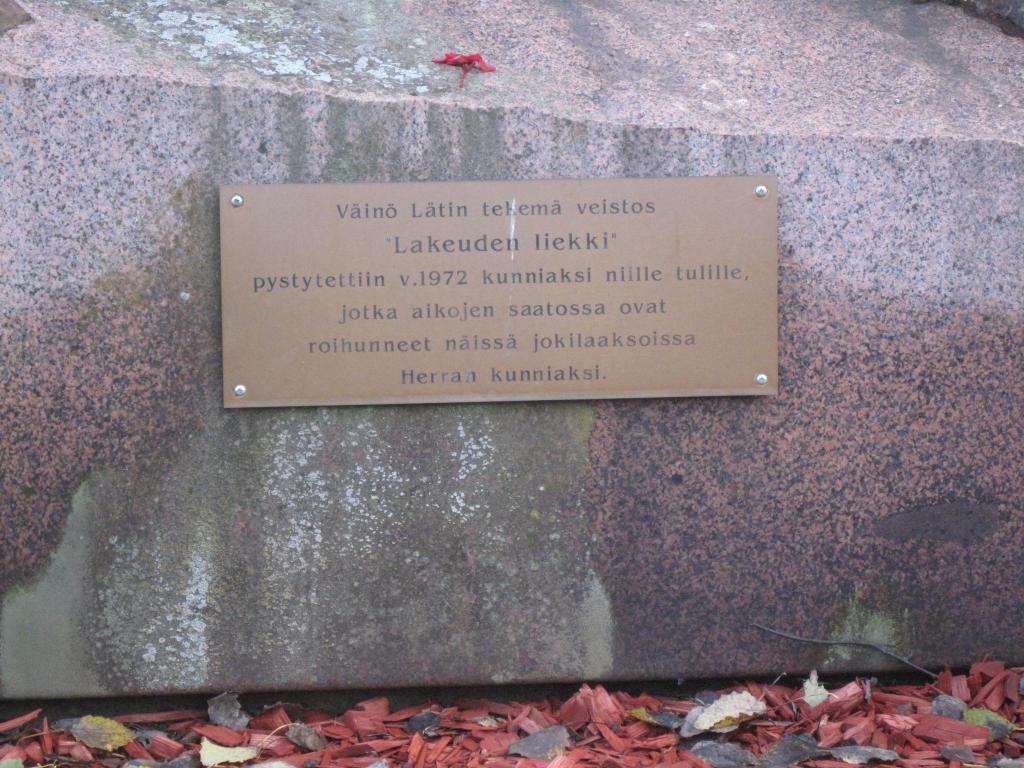 Väinö Lätin tekemä veistos
"Lakeuden liekki"
pystytettiin v.1972 kunniaksi niille tulille,
jotka aikojen saatossa ovat
roihunneet näissä jokilaaksoissa
Herran kunniaksi.